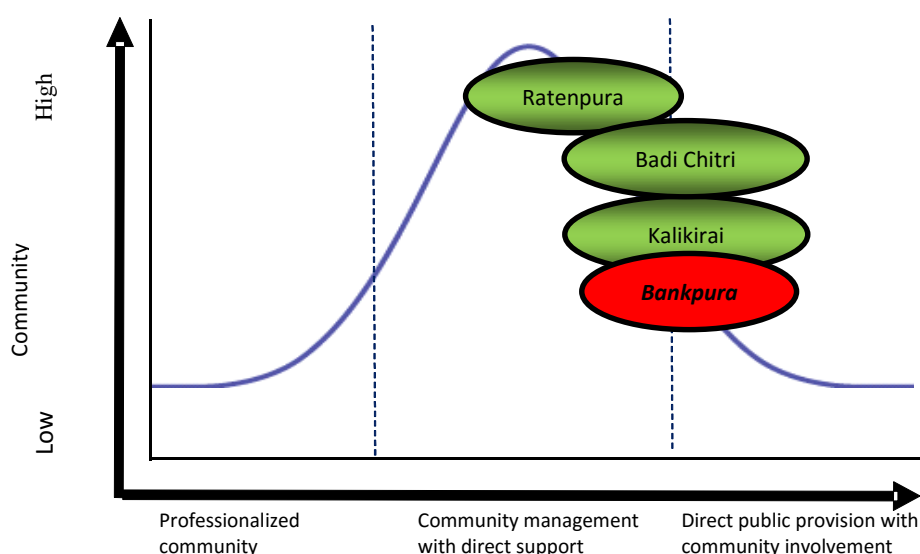 High
Community
Low
Ratenpura
Badi Chitri
Kalikirai
Bankpura
Professionalized
community
Community management
with direct support
Direct public provision with
community involvement